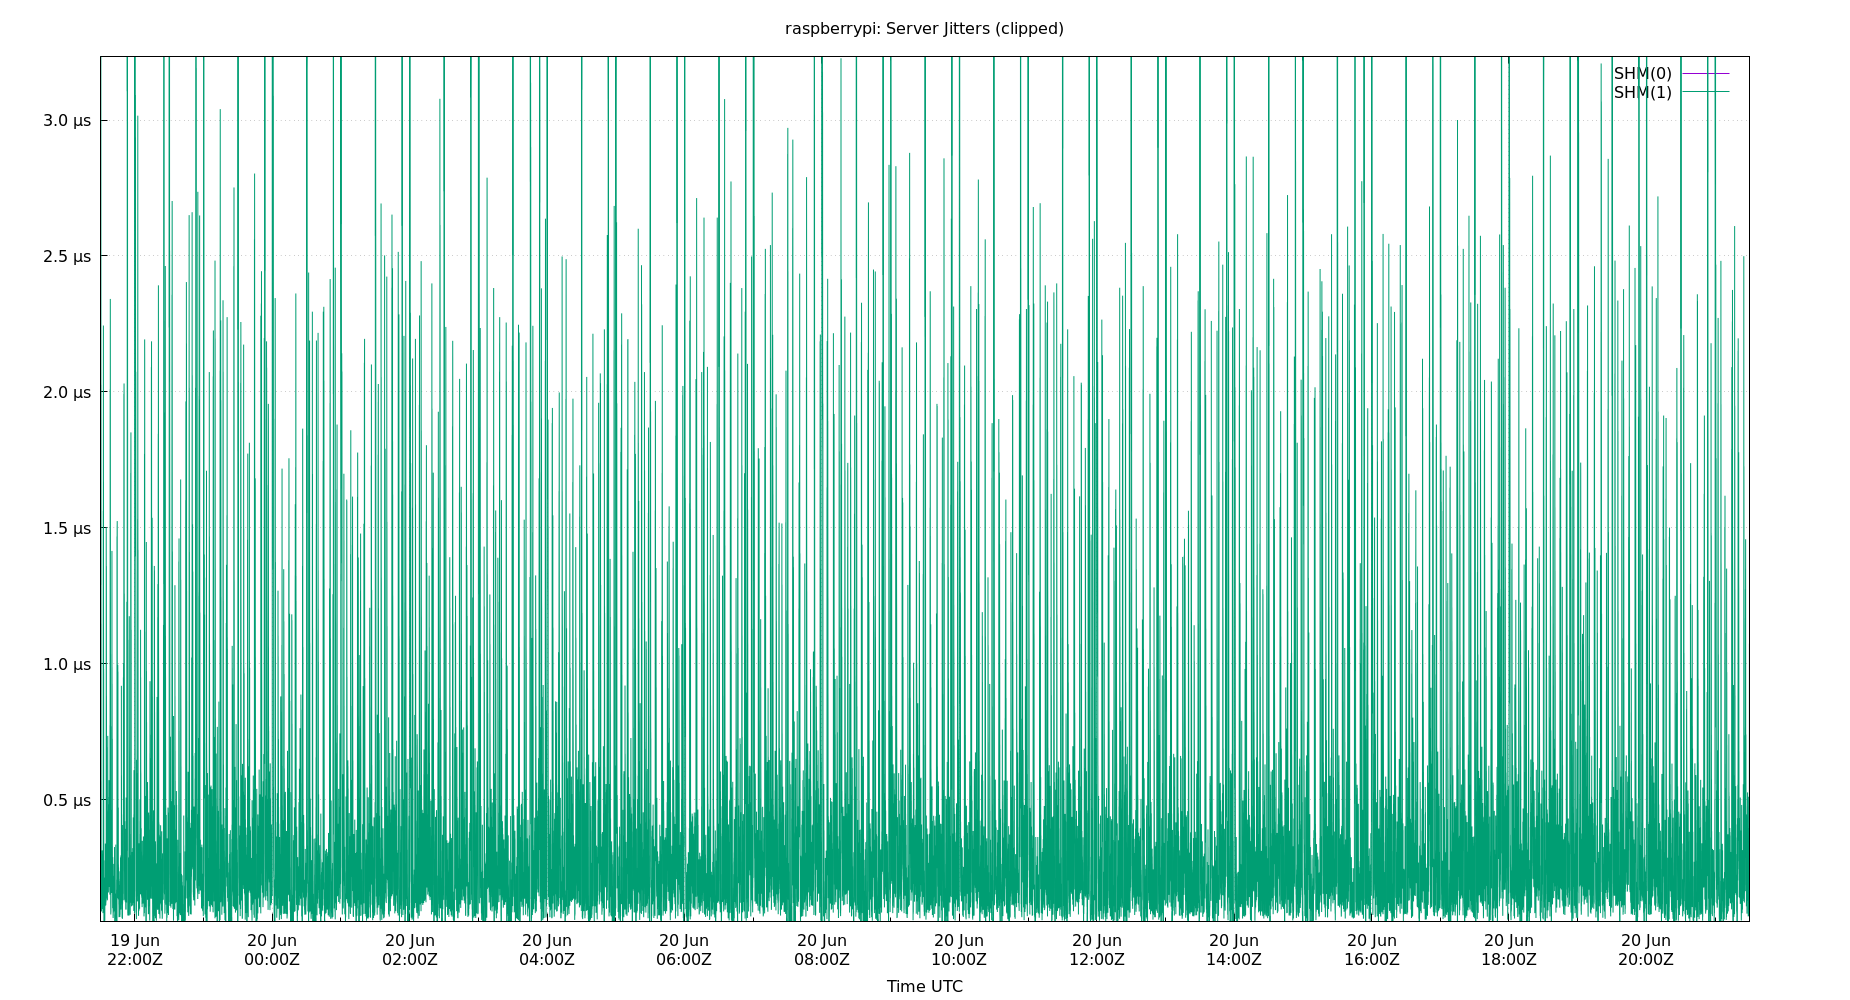 raspberrypi: Server Jitters (clipped)
SHM(0)
SHM(1)
3.0 µs
2.5 µs
2.0 µs
1.5 µs
1.0 µs
0.5 µs
19 Jun 20 Jun 20 Jun 20 Jun 20 Jun 20 Jun 20 Jun 20 Jun 20 Jun 20 Jun 20 Jun 20 Jun
22:00Z 00:00Z 02:00Z 04:00Z 06:00Z 08:00Z 10:00Z 12:00Z 14:00Z 16:00Z 18:00Z 20:00Z
Time UTC